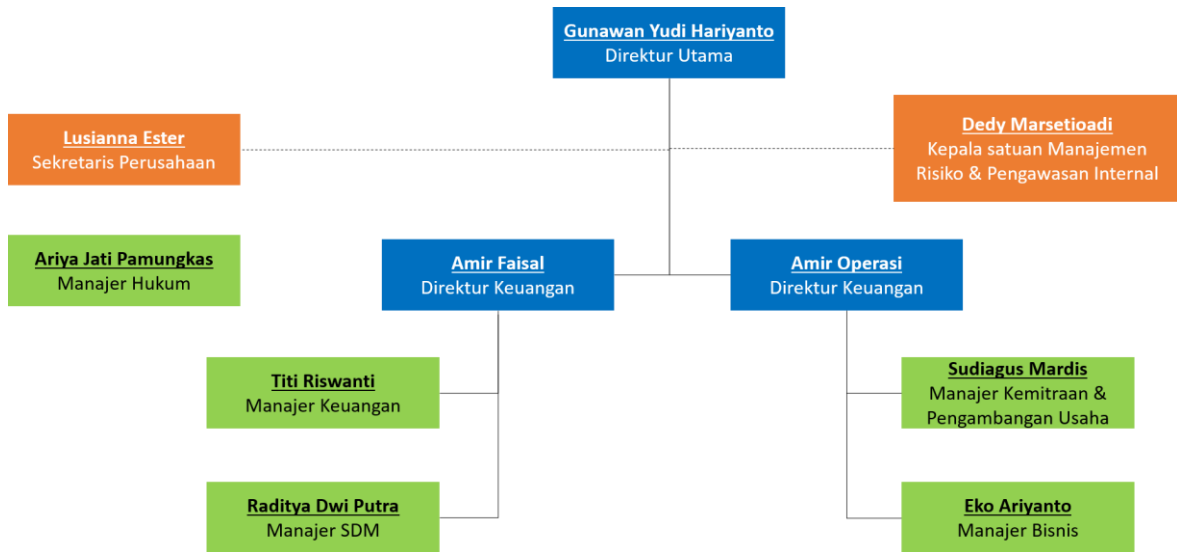 Gunawan Yudi Hariyanto
Direktur Utama
Lusianna Ester
Sekretaris Perusahaan
Dedy Marsetioadi
Kepala satuan Manajemen
Risiko & Pengawasan Internal
Ariya Jati Pamungkas
Manajer Hukum
Amir Faisal
Direktur Keuangan
Amir Operasi
Direktur Keuangan
Titi Riswanti
Manajer Keuangan
Sudiagus Mardis
Manajer Kemitraan &
Pengambangan Usaha
Raditya Dwi Putra
Manajer SDM
Eko Ariyanto
Manajer Bisnis